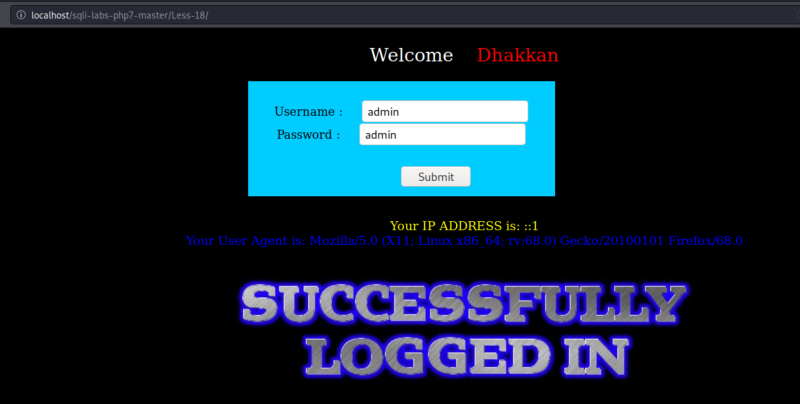 localhost/sqli-labs-php7-master/Less-18/
Welcome Dhakkan
Username : admin
Password : admin
Submit
Your IP ADDRESS is: ::1
Your User Agent is: Mozilla/5.0 (X11; Linux x86_64; rv:68.0) Gecko/20100101 Firefox/68.0
SUCCESSFULLY
LOGGED IN